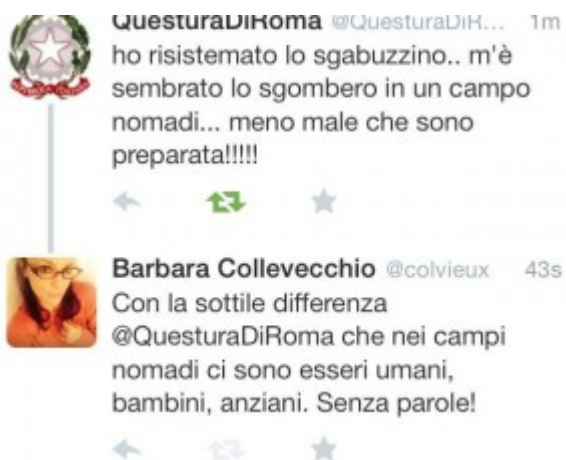 QuesturaDiRoma @QuesturaDiR... 1m
ho risistemato lo sgabuzzino.. m'è
sembrato lo sgombero in un campo
nomadi... meno male che sono
preparata!!!!!
Barbara Collevecchio @colvieux 43s
Con la sottile differenza
@QuesturaDiRoma che nei campi
nomadi ci sono esseri umani,
bambini, anziani. Senza parole!